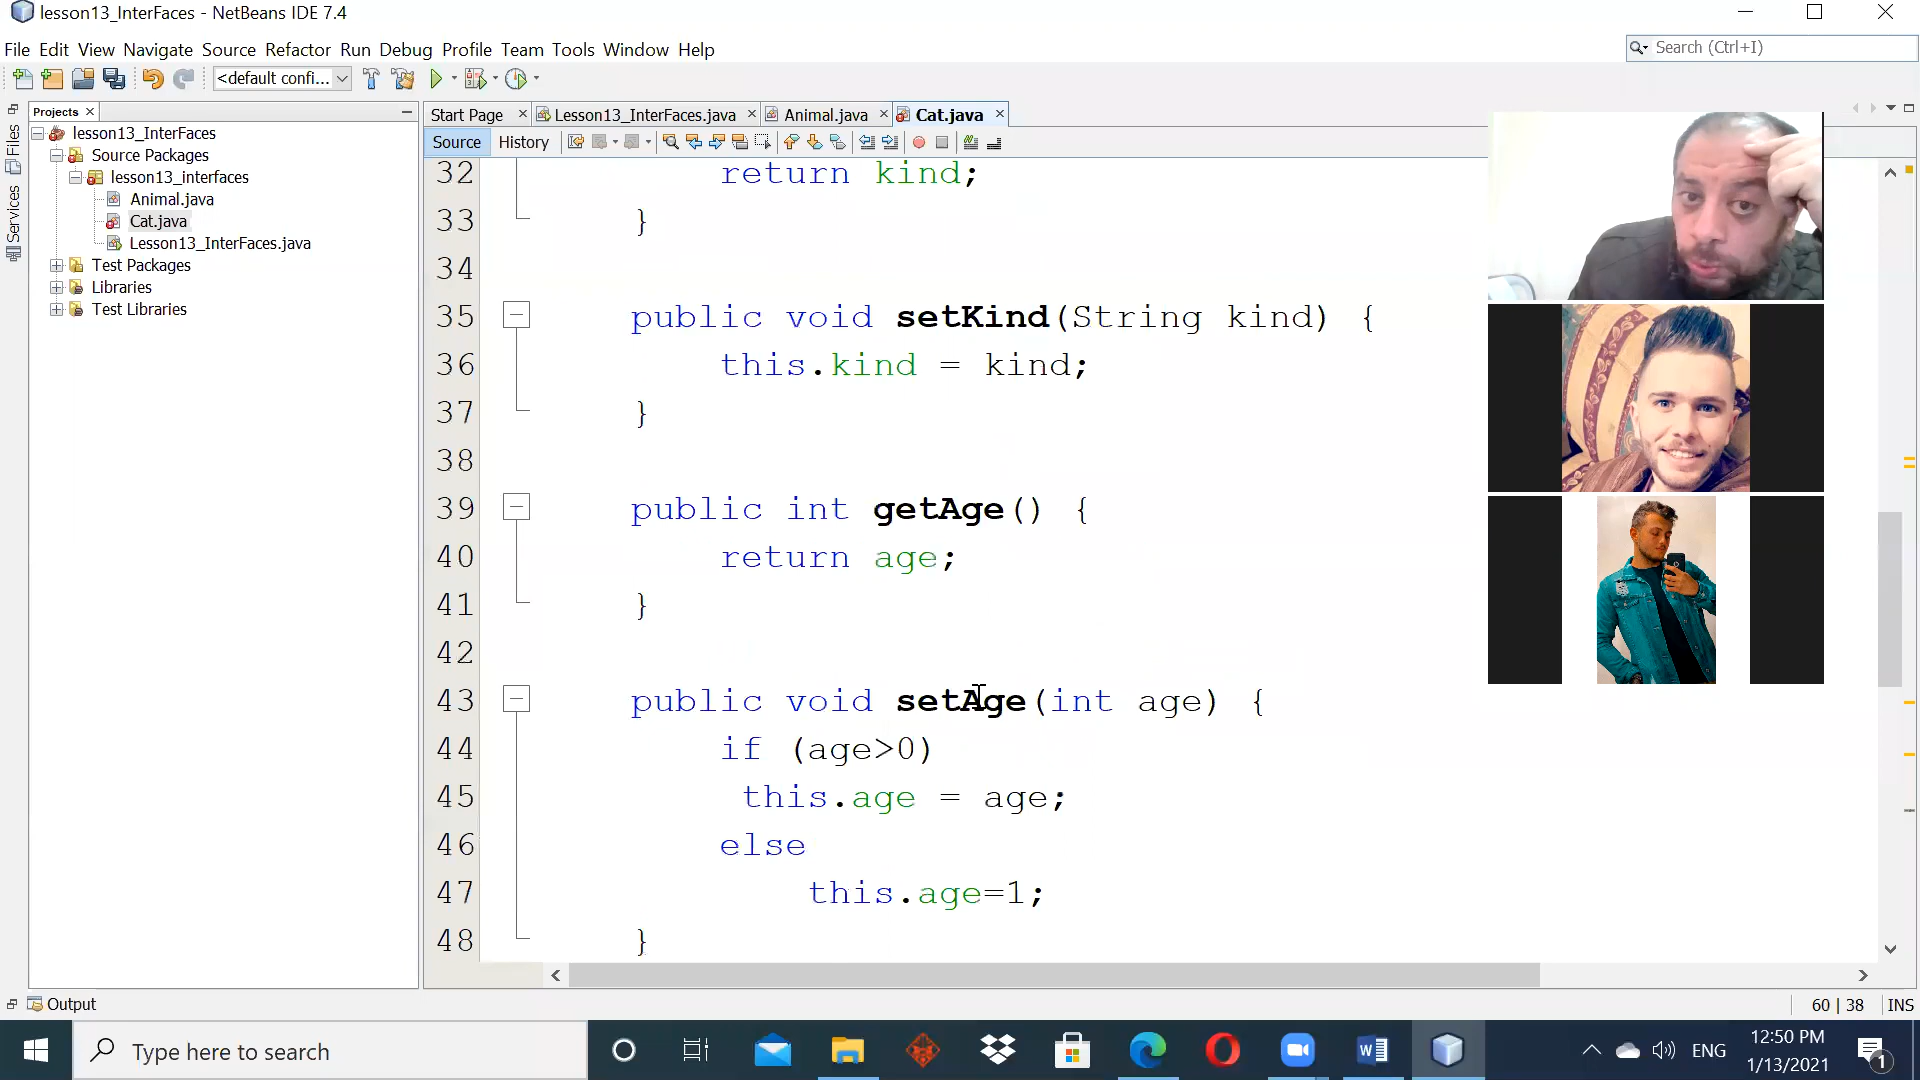 lesson13_InterFaces - NetBeans IDE 7.4
File Edit View Navigate Source Refactor Run Debug Profile Team Tools Window Help
Search (Ctrl+I)
<default confi...
Projects
Start Page
Lesson13_InterFaces.java
Animal.java
Cat.java
Files
Services
lesson13_InterFaces
Source Packages
lesson13_interfaces
Animal.java
Cat.java
Lesson13_InterFaces.java
Test Packages
Libraries
Test Libraries
Source
History
32 return kind;
33 }
34
35 public void setKind(String kind) {
36 this.kind = kind;
37 }
38
39 public int getAge() {
40 return age;
41 }
42
43 public void setAge(int age) {
44 if (age>0)
45 this.age = age;
46 else
47 this.age=1;
48 }
Output
60 | 38 INS
Type here to search
ENG
12:50 PM
1/13/2021
1